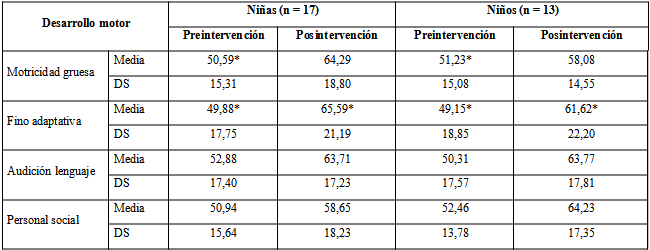 Desarrollo motor Niñas (n = 17) Niños (n = 13)
Preintervención Posintervención Preintervención Posintervención
Motricidad gruesa Media 50,59* 64,29 51,23* 58,08
DS 15,31 18,80 15,08 14,55
Fino adaptativa Media 49,88* 65,59* 49,15* 61,62*
DS 17,75 21,19 18,85 22,20
Audición lenguaje Media 52,88 63,71 50,31 63,77
DS 17,40 17,23 17,57 17,81
Personal social Media 50,94 58,65 52,46 64,23
DS 15,64 18,23 13,78 17,35